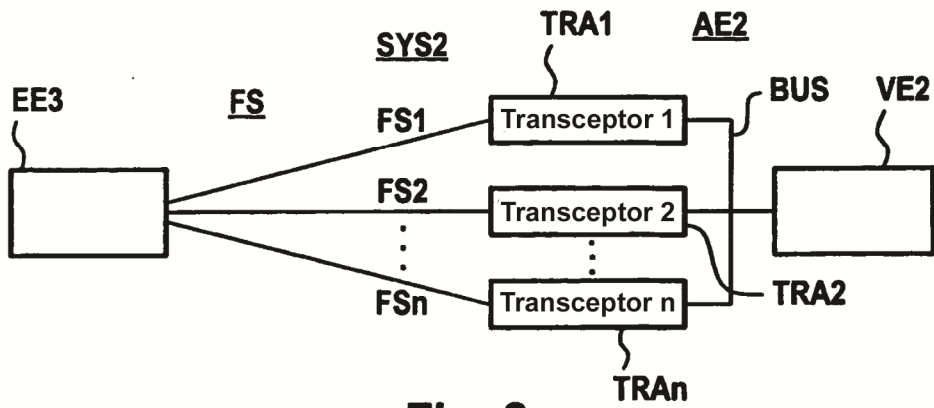 TRA1
AE2
SYS2
EE3
FS
BUS
VE2
FS1
Transceptor 1
FS2
Transceptor 2
FSn
Transceptor n
TRA2
TRAn